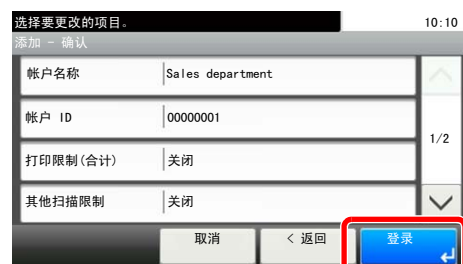 选择要更改的项目。 10:10
添加 - 确认
帐户名称 Sales department
帐户 ID 00000001
1/2
打印限制(合计) 关闭
其他扫描限制 关闭
取消 < 返回 登录